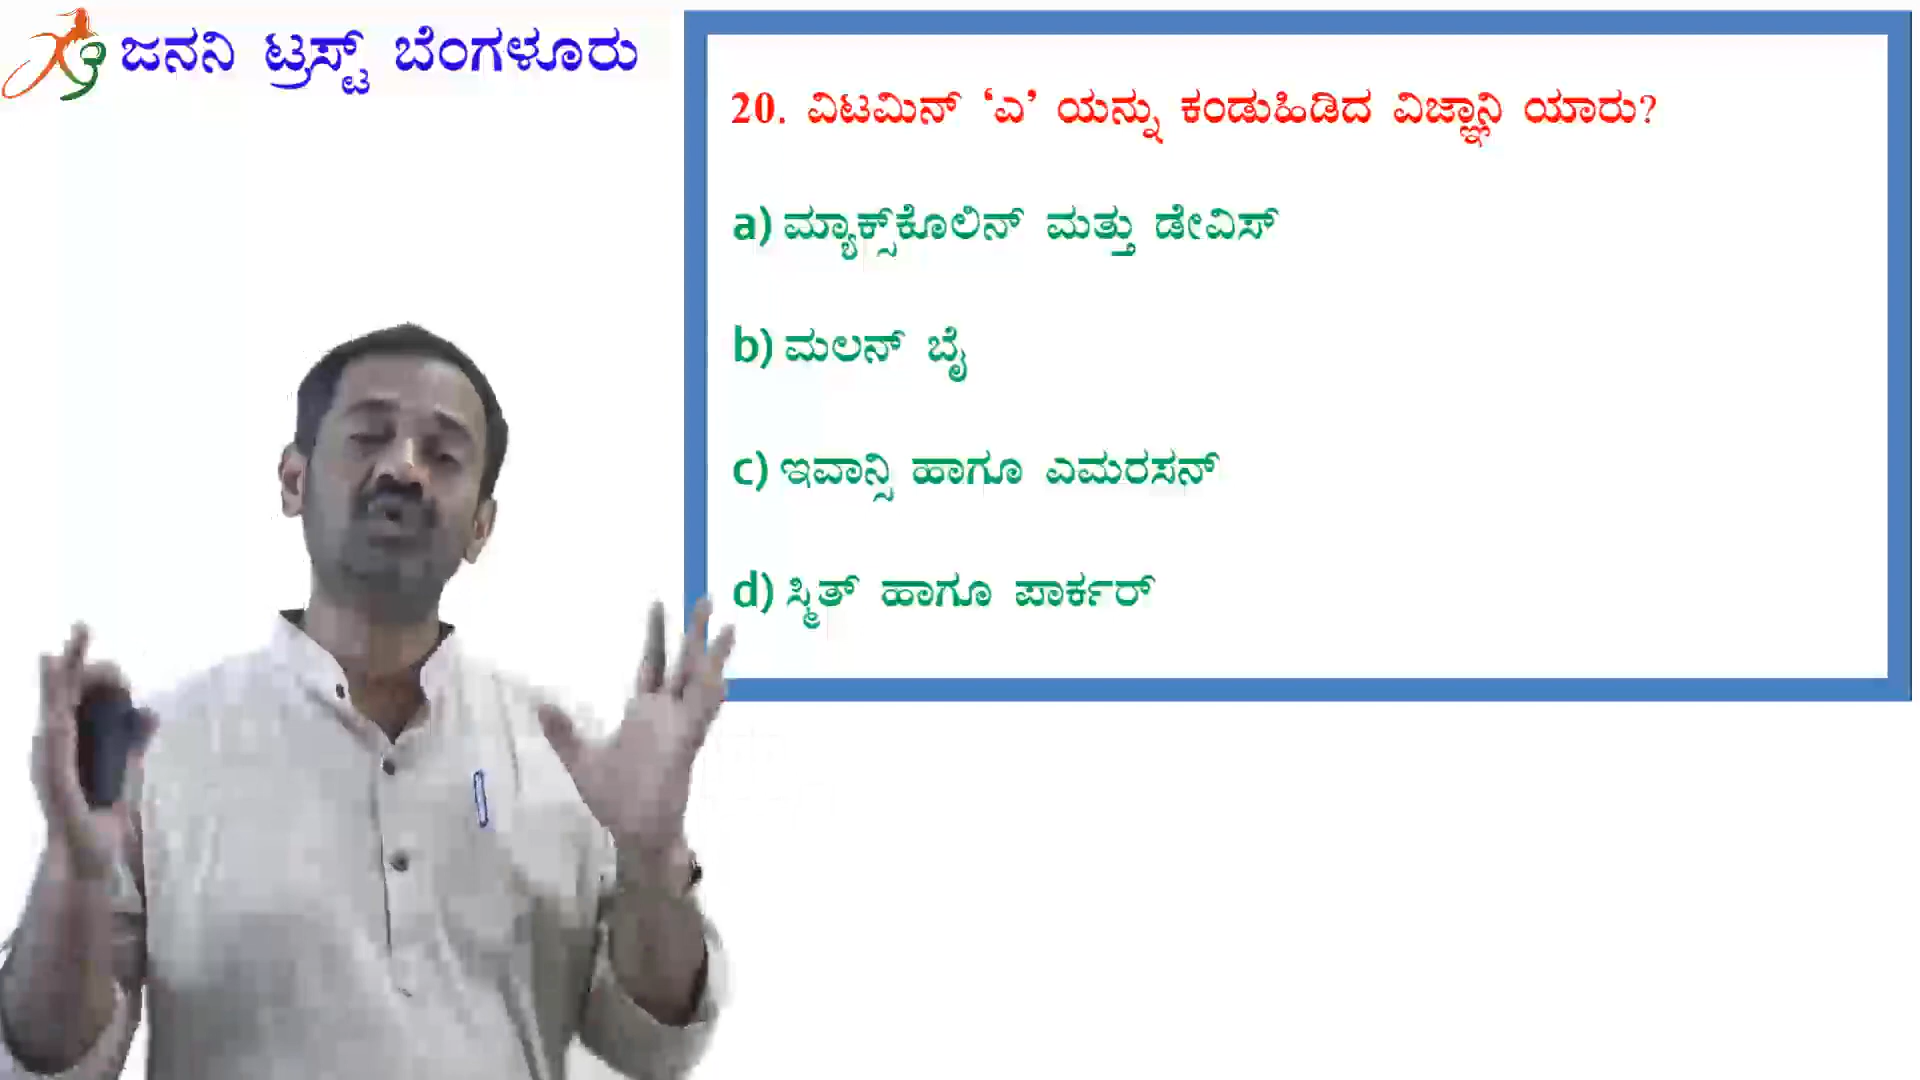 ಜನನಿ ಟ್ರಸ್ಟ್ ಬೆಂಗಳೂರು
20. ವಿಟಮಿನ್ ‘ಎ’ ಯನ್ನು ಕಂಡುಹಿಡಿದ ವಿಜ್ಞಾನಿ ಯಾರು?
a) ಮ್ಯಾಕ್ಸ್‌ಕೊಲಿನ್ ಮತ್ತು ಡೇವಿಸ್
b) ಮಲನ್ ಬೈ
c) ಇವಾನ್ಸಿ ಹಾಗೂ ಎಮರಸನ್
d) ಸ್ಮಿತ್ ಹಾಗೂ ಪಾರ್ಕರ್